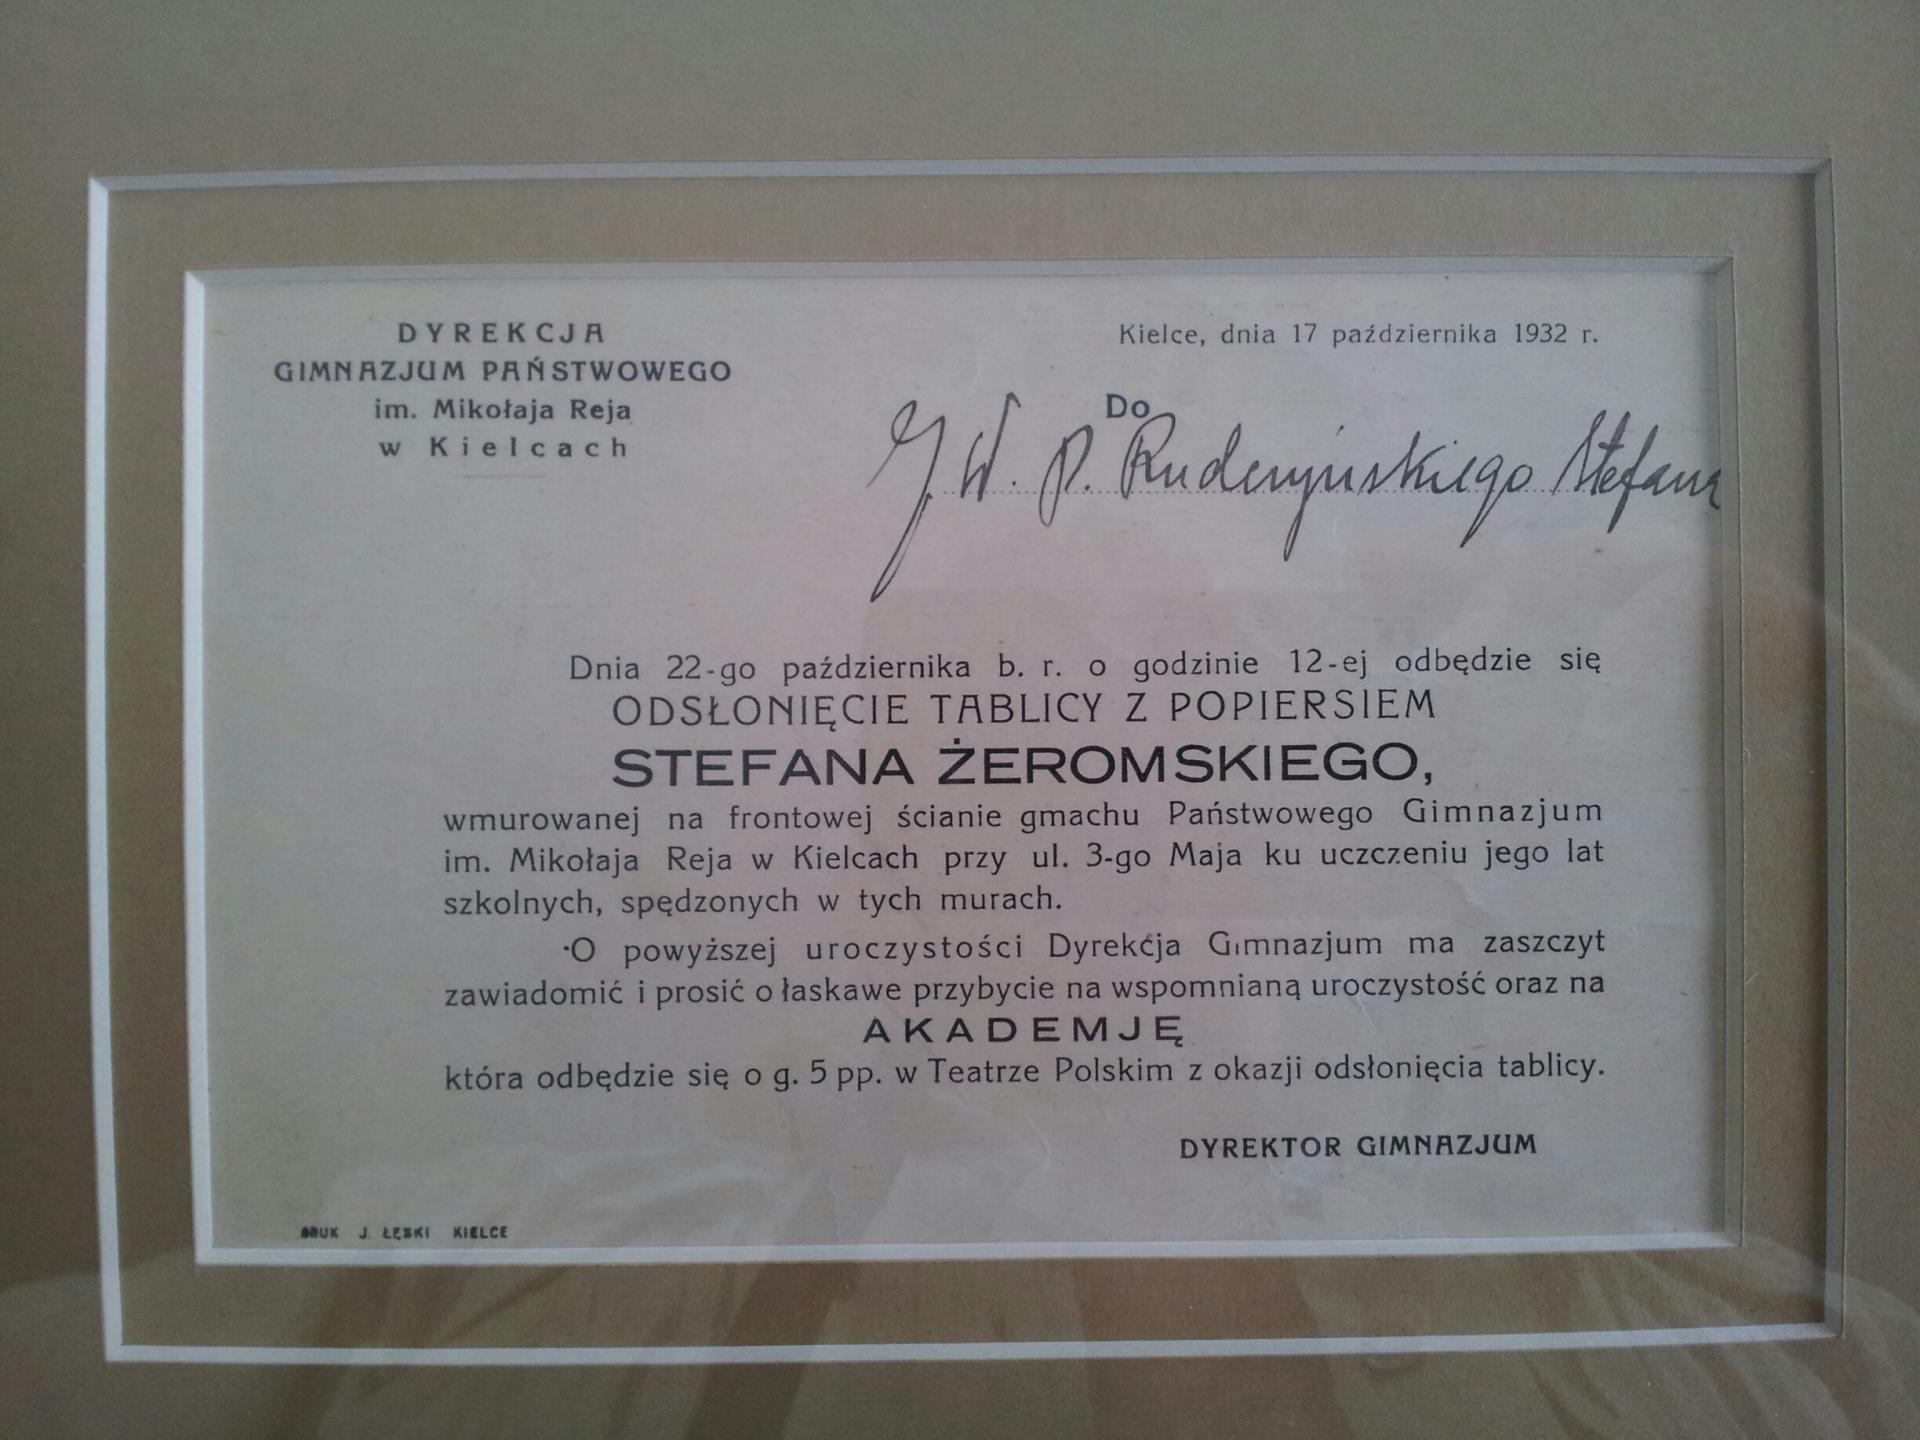 DYREKCJA
GIMNAZJUM PAŃSTWOWEGO
im. Mikołaja Reja
w Kielcach
Kielce, dnia 17 października 1932 r.
Do
J. W. P. Ruderzyńskiego Stefana
Dnia 22-go października b. r. o godzinie 12-ej odbędzie się
ODSŁONIĘCIE TABLICY Z POPIERSIEM
STEFANA ŻEROMSKIEGO,
wmurowanej na frontowej ścianie gmachu Państwowego Gimnazjum
im. Mikołaja Reja w Kielcach przy ul. 3-go Maja ku uczczeniu jego lat
szkolnych, spędzonych w tych murach.
O powyższej uroczystości Dyrekcja Gimnazjum ma zaszczyt
zawiadomić i prosić o łaskawe przybycie na wspomnianą uroczystość oraz na
AKADEMJĘ
która odbędzie się o g. 5 pp. w Teatrze Polskim z okazji odsłonięcia tablicy.
DYREKTOR GIMNAZJUM
DRUK J. ŁĘSKI KIELCE